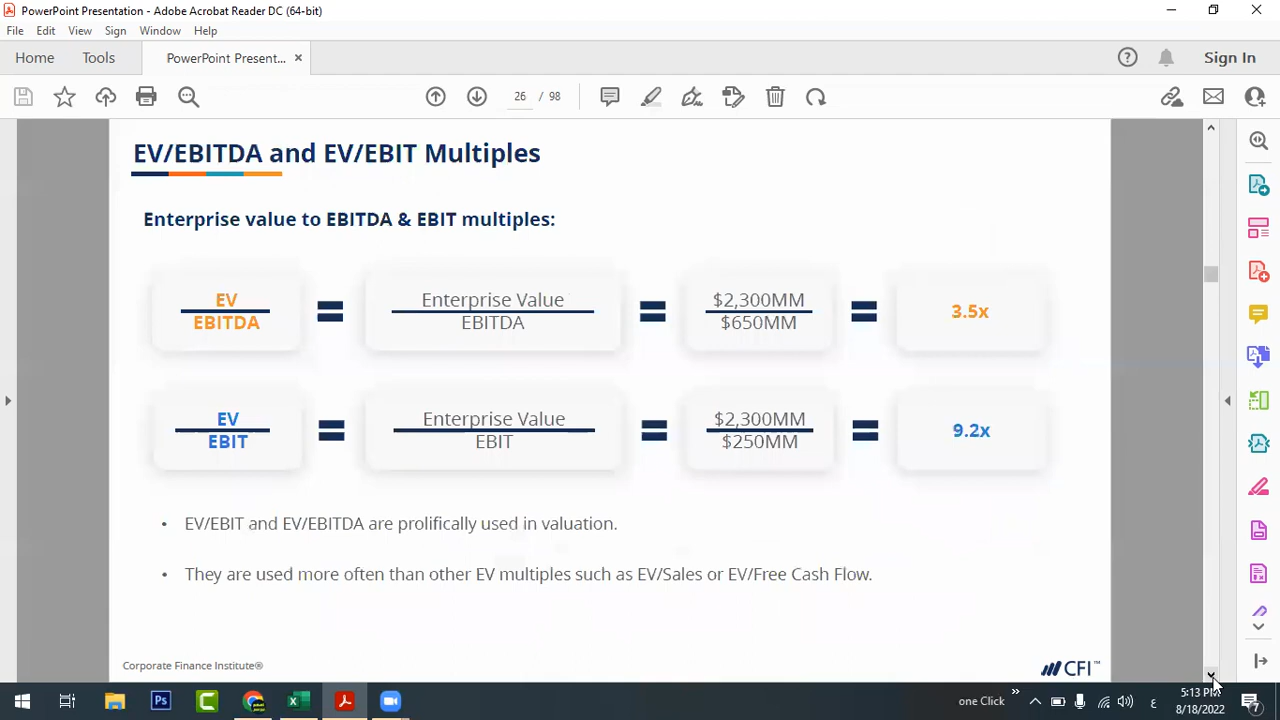 PowerPoint Presentation - Adobe Acrobat Reader DC (64-bit)
File Edit View Sign Window Help
Home Tools PowerPoint Present... × Sign In
26 / 98
EV/EBITDA and EV/EBIT Multiples
Enterprise value to EBITDA & EBIT multiples:
EV Enterprise Value $2,300MM
= = = 3.5x
EBITDA EBITDA $650MM
EV Enterprise Value $2,300MM
= = = 9.2x
EBIT EBIT $250MM
• EV/EBIT and EV/EBITDA are prolifically used in valuation.
• They are used more often than other EV multiples such as EV/Sales or EV/Free Cash Flow.
Corporate Finance Institute® CFI™
Ps C one Click » ع 5:13 PM
8/18/2022 7